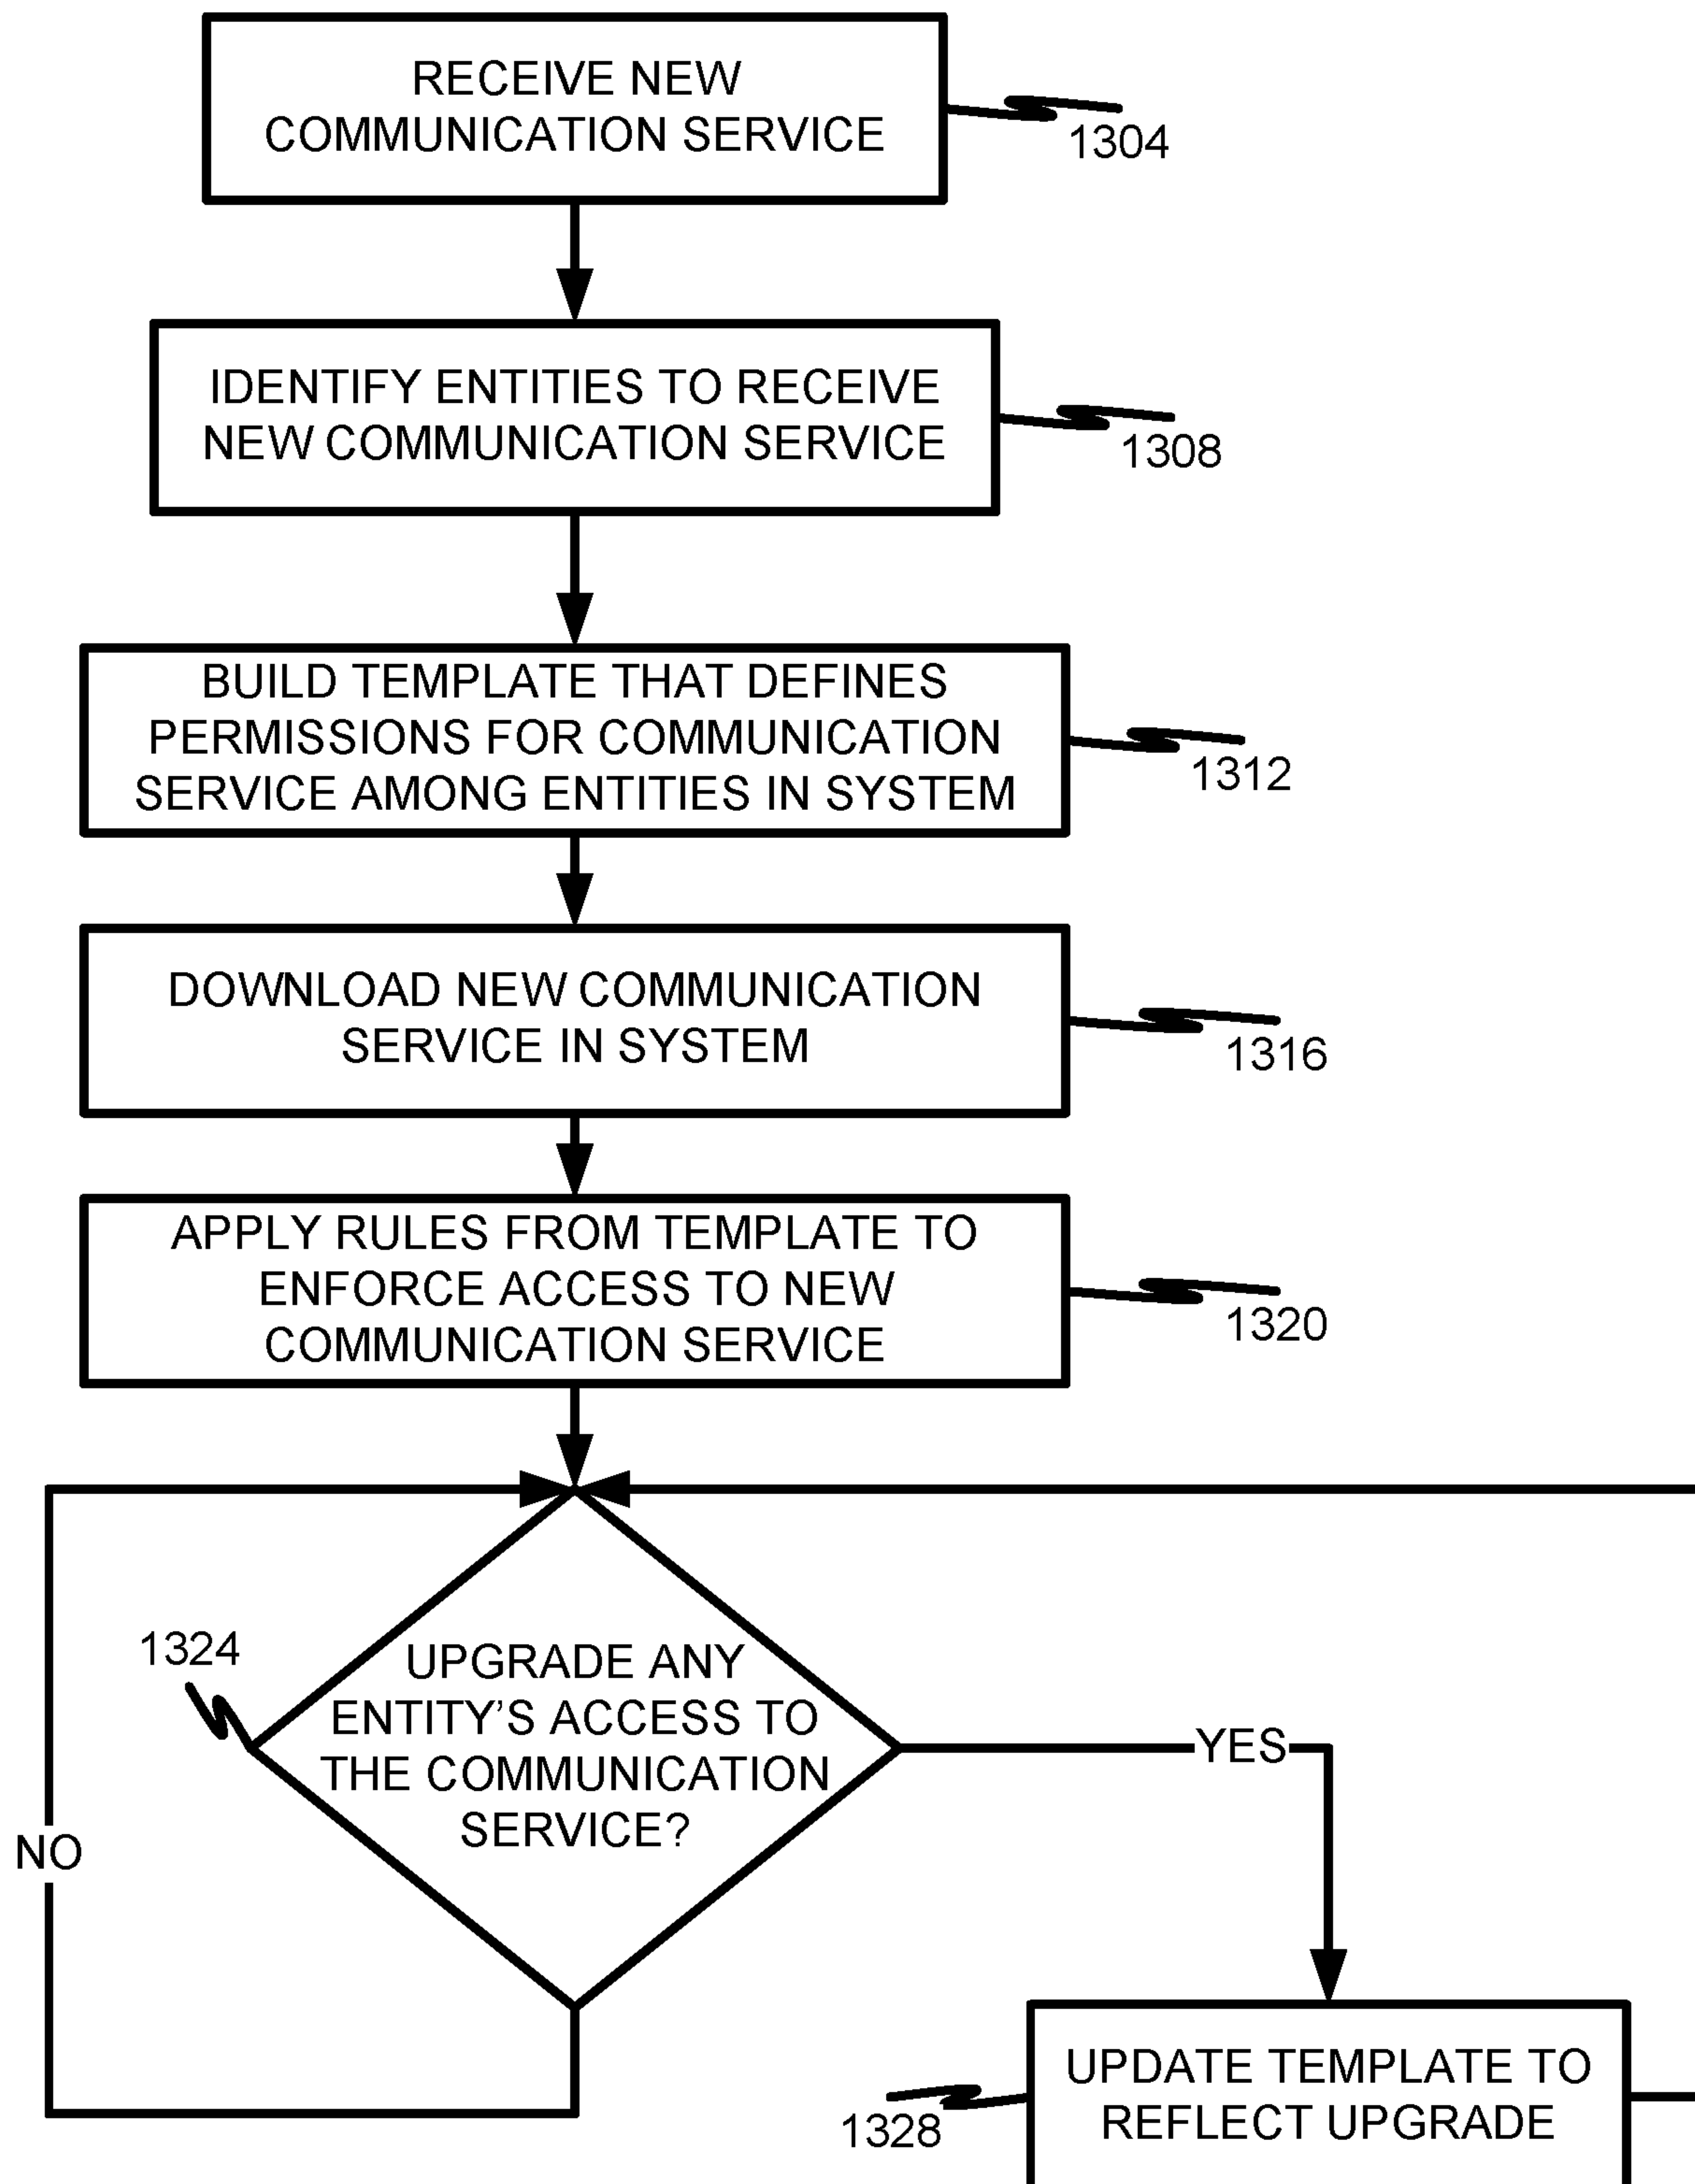 RECEIVE NEW
COMMUNICATION SERVICE
1304
IDENTIFY ENTITIES TO RECEIVE
NEW COMMUNICATION SERVICE
1308
BUILD TEMPLATE THAT DEFINES
PERMISSIONS FOR COMMUNICATION
SERVICE AMONG ENTITIES IN SYSTEM
1312
DOWNLOAD NEW COMMUNICATION
SERVICE IN SYSTEM
1316
APPLY RULES FROM TEMPLATE TO
ENFORCE ACCESS TO NEW
COMMUNICATION SERVICE
1320
1324
UPGRADE ANY
ENTITY’S ACCESS TO
THE COMMUNICATION
SERVICE?
YES
NO
UPDATE TEMPLATE TO
REFLECT UPGRADE
1328